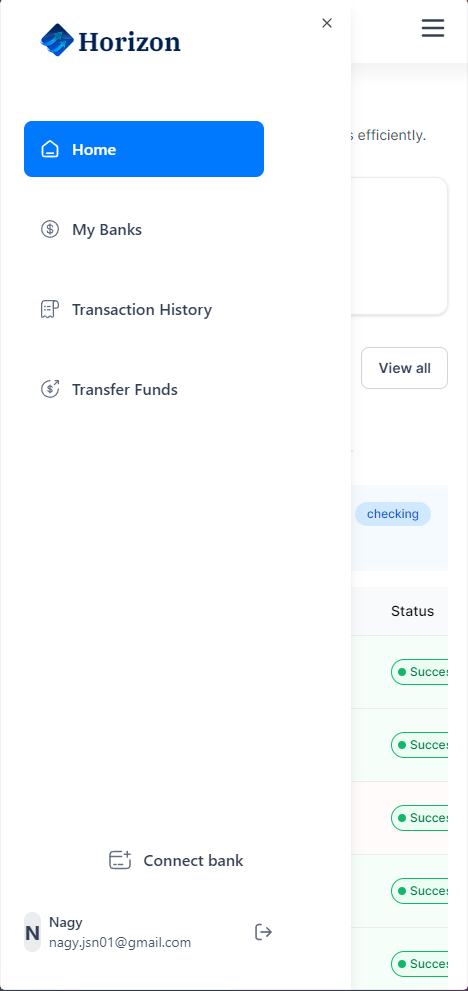 Horizon
Home
My Banks
Transaction History
Transfer Funds
Connect bank
N
Nagy
nagy.jsn01@gmail.com
efficiently.
View all
checking
Status
Succes
Succes
Succes
Succes
Succes